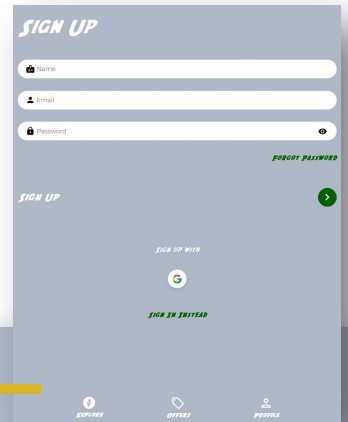 Sign Up
Name
Email
Password
Forgot Password
Sign Up
Sign Up With
Sign In Instead
Explore
Offers
Profile